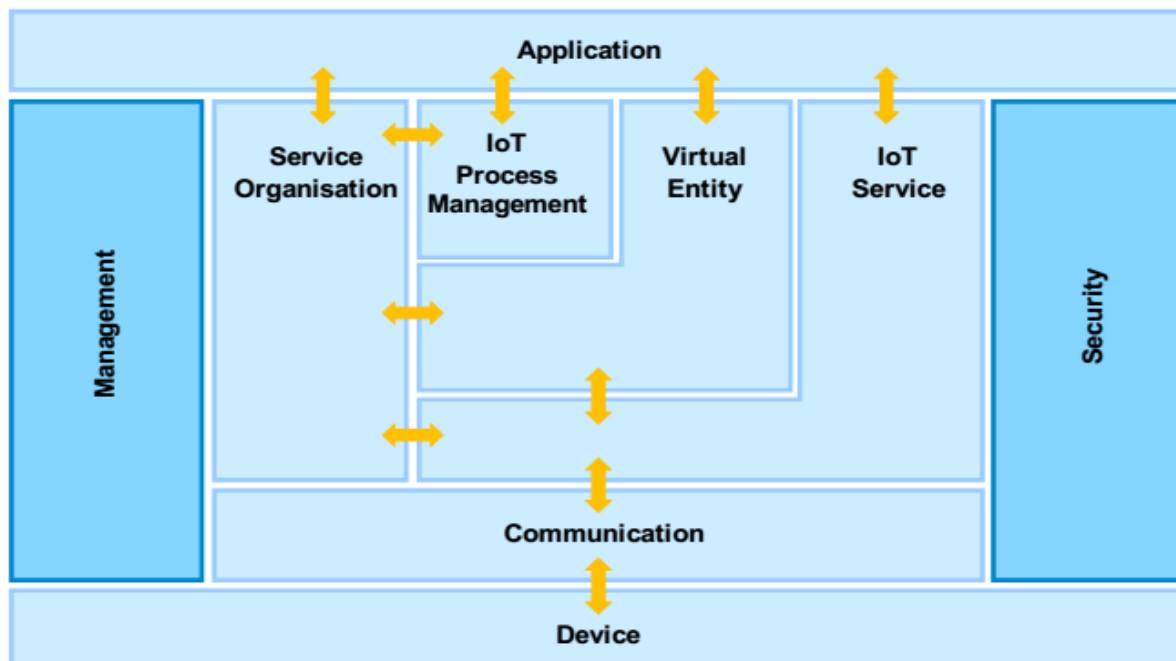 Application
Service
Organisation
IoT
Process
Management
Virtual
Entity
IoT
Service
Management
Security
Communication
Device